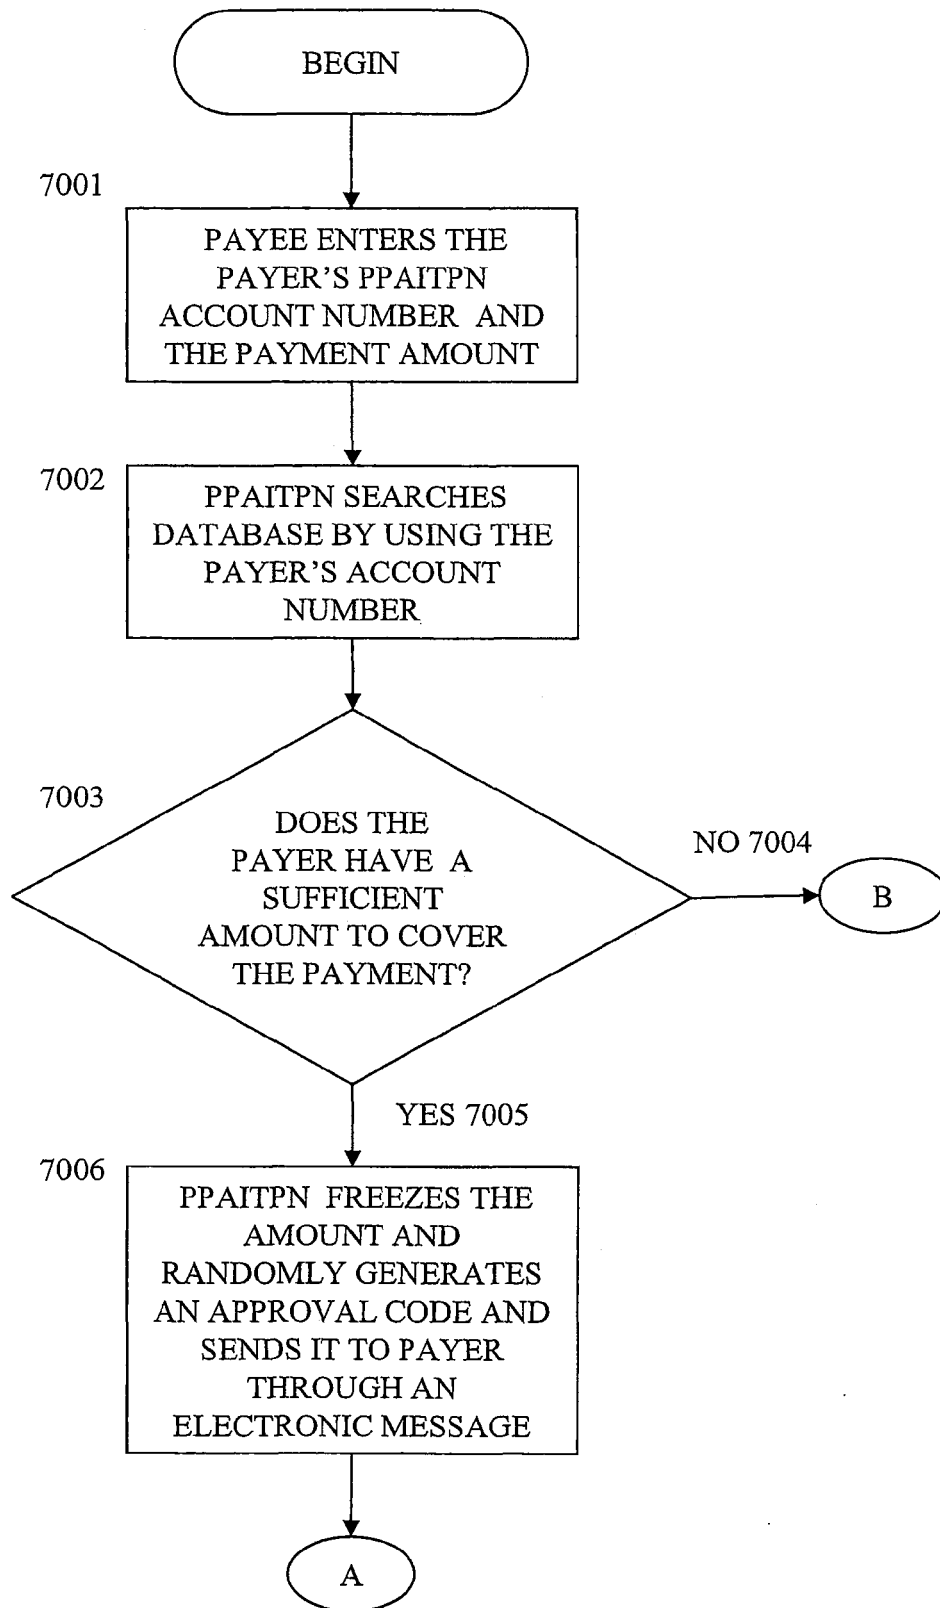 BEGIN
7001
PAYEE ENTERS THE
PAYER'S PPAITPN
ACCOUNT NUMBER AND
THE PAYMENT AMOUNT
7002
PPAITPN SEARCHES
DATABASE BY USING THE
PAYER'S ACCOUNT
NUMBER
7003
DOES THE
PAYER HAVE A
SUFFICIENT
AMOUNT TO COVER
THE PAYMENT?
NO 7004
B
YES 7005
7006
PPAITPN FREEZES THE
AMOUNT AND
RANDOMLY GENERATES
AN APPROVAL CODE AND
SENDS IT TO PAYER
THROUGH AN
ELECTRONIC MESSAGE
A